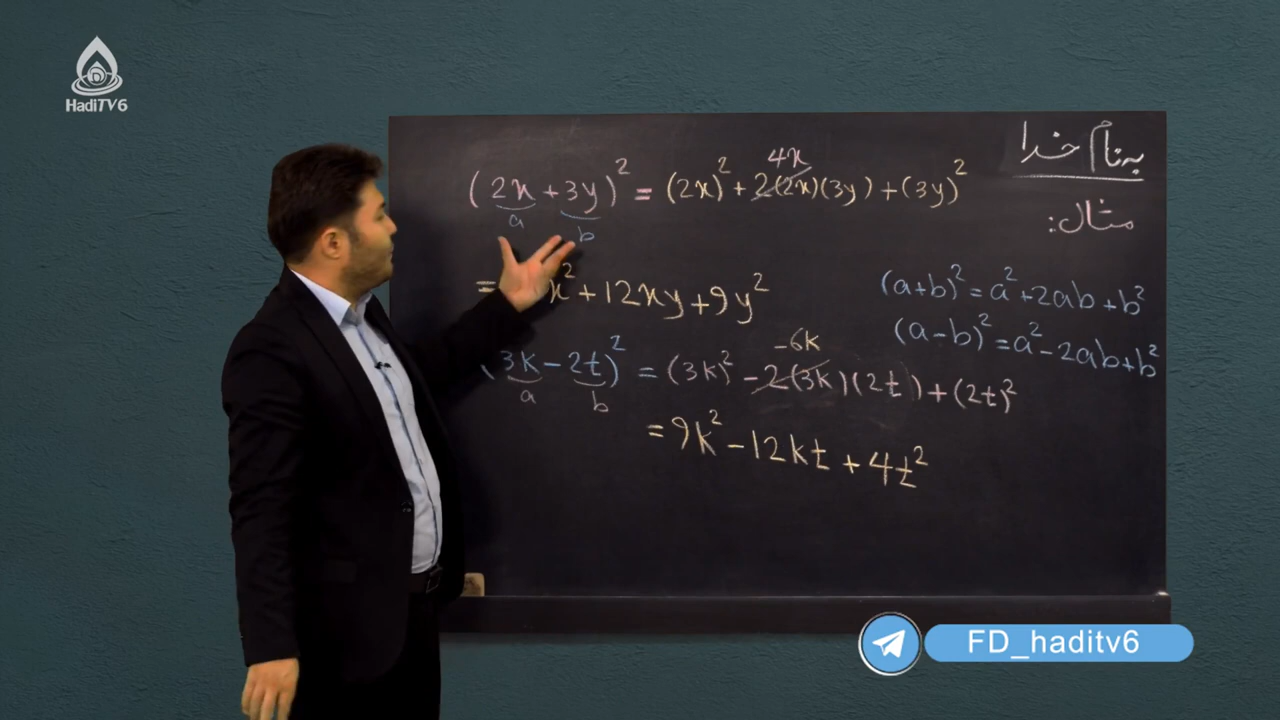 HadiTV6
به نام خدا
مثال:
(2x + 3y)² = (2x)² + 2(2x)(3y) + (3y)²
4x
a b
= x² + 12xy + 9y²
(a+b)² = a² + 2ab + b²
(a-b)² = a² - 2ab + b²
(3k - 2t)² = (3k)² - 2(3k)(2t) + (2t)²
-6k
a b
= 9k² - 12kt + 4t²
FD_haditv6